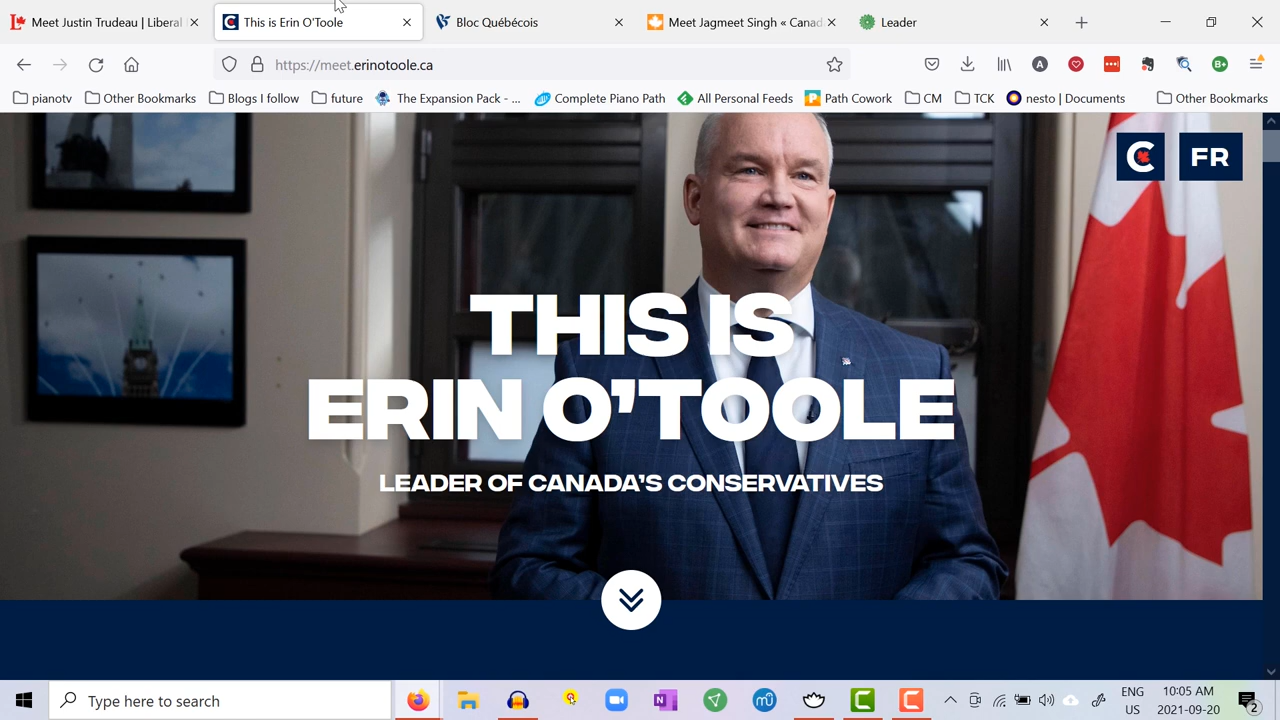 Meet Justin Trudeau | Liberal
This is Erin O'Toole
Bloc Québécois
Meet Jagmeet Singh « Canad
Leader
https://meet.erinotoole.ca
pianotv
Other Bookmarks
Blogs I follow
future
The Expansion Pack - ...
Complete Piano Path
All Personal Feeds
Path Cowork
CM
TCK
nesto | Documents
Other Bookmarks
C FR
THIS IS
ERIN O'TOOLE
LEADER OF CANADA'S CONSERVATIVES
Type here to search
ENG
US
10:05 AM
2021-09-20
2